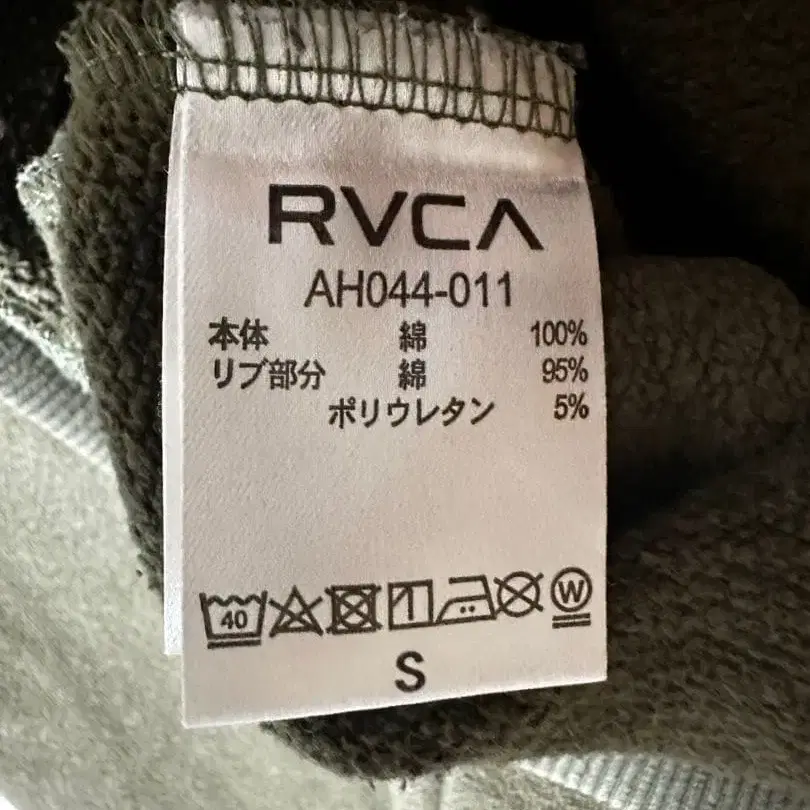 RVCA
AH044-011
本体 綿 100%
リブ部分 綿 95%
ポリウレタン 5%
40 W
S